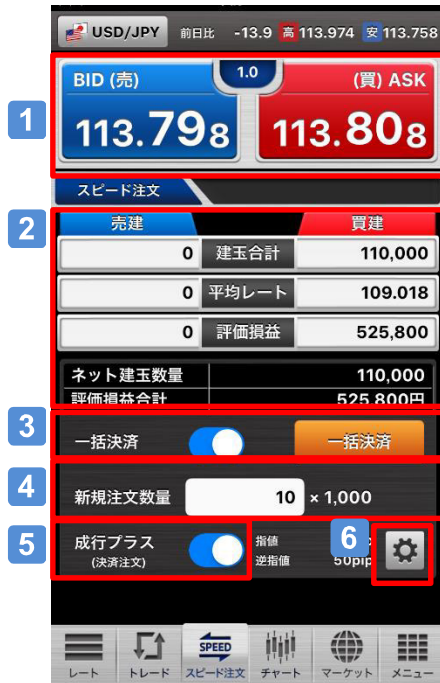 USD/JPY 前日比 -13.9 高 113.974 安 113.758
1
BID (売) 1.0 (買) ASK
113.798 113.808
スピード注文
2
売建 買建
0 建玉合計 110,000
0 平均レート 109.018
0 評価損益 525,800
ネット建玉数量 110,000
評価損益合計 525,800円
3
一括決済 一括決済
4
新規注文数量 10 × 1,000
5
成行プラス 指値
6
(決済注文) 逆指値 50pip
レート トレード SPEED スピード注文 チャート マーケット メニュー